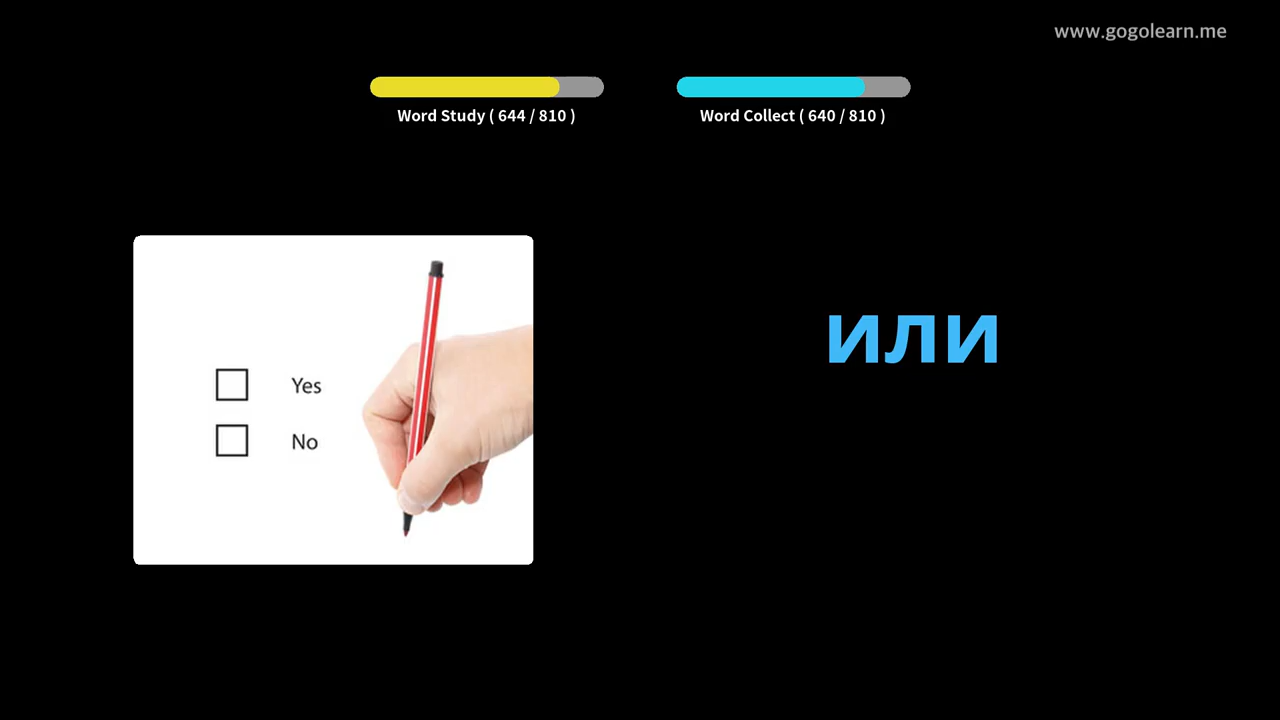 www.gogolearn.me
Word Study ( 644 / 810 )
Word Collect ( 640 / 810 )
Yes
No
или